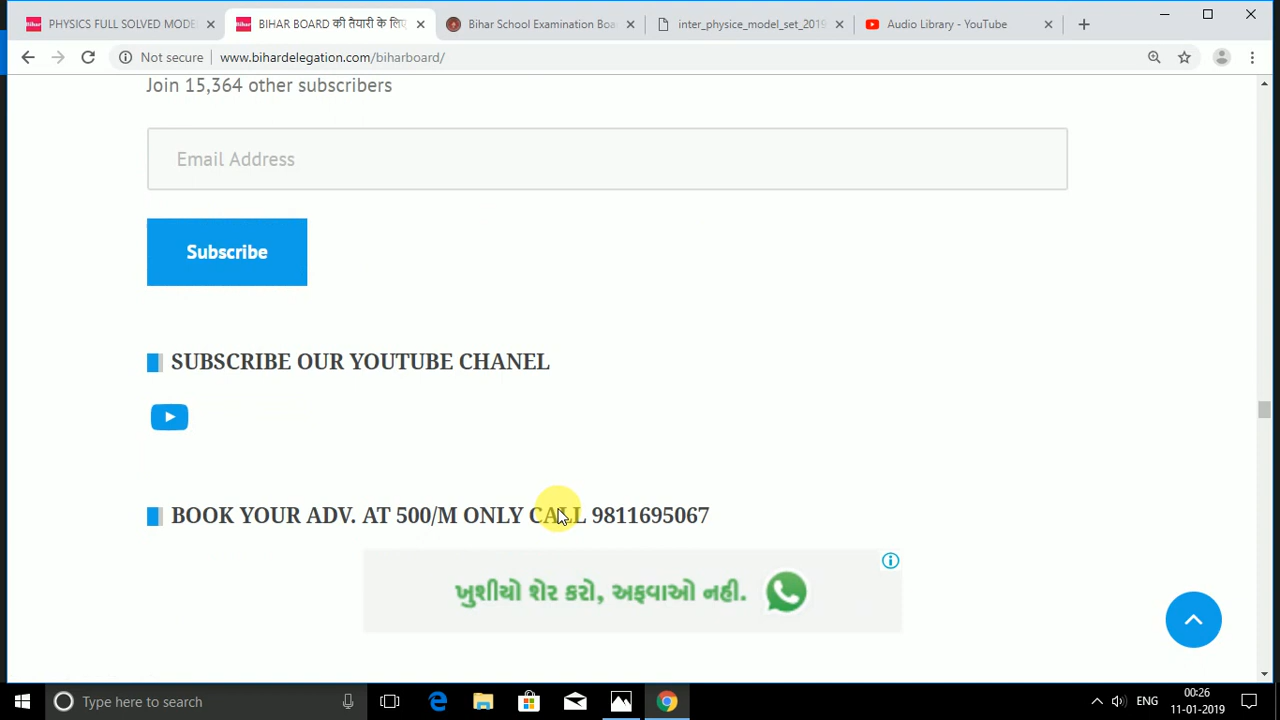 PHYSICS FULL SOLVED MODE
BIHAR BOARD की तैयारी के लिए
Bihar School Examination Boa
inter_physice_model_set_2019
Audio Library - YouTube
Not secure
www.bihardelegation.com/biharboard/
Join 15,364 other subscribers
Email Address
Subscribe
SUBSCRIBE OUR YOUTUBE CHANEL
BOOK YOUR ADV. AT 500/M ONLY CALL 9811695067
ખુશીયો શેર કરો, અફવાઓ નહી.
Type here to search
ENG
00:26
11-01-2019